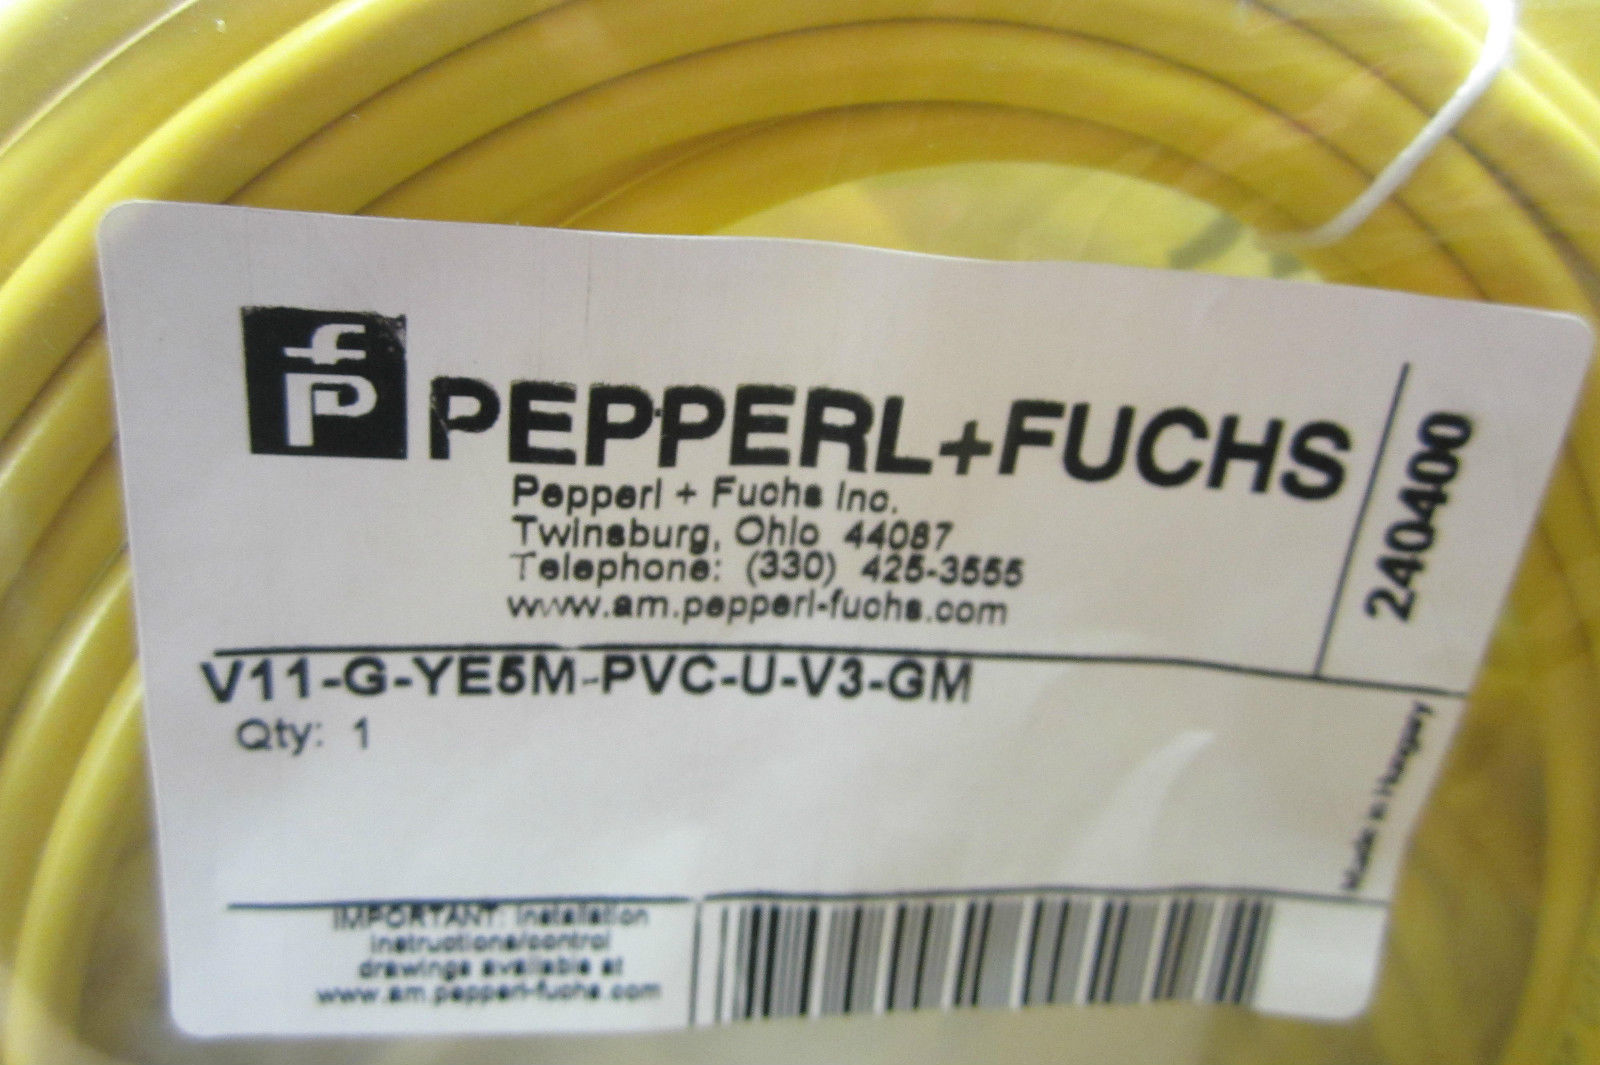 fp PEPPERL+FUCHS
Pepperl + Fuchs Inc.
Twinsburg, Ohio 44087
Telephone: (330) 425-3555
www.am.pepperl-fuchs.com
240400
V11-G-YE5M-PVC-U-V3-GM
Qty: 1
Made in Hungary
IMPORTANT: Installation
instructions/control
drawings available at
www.am.pepperl-fuchs.com